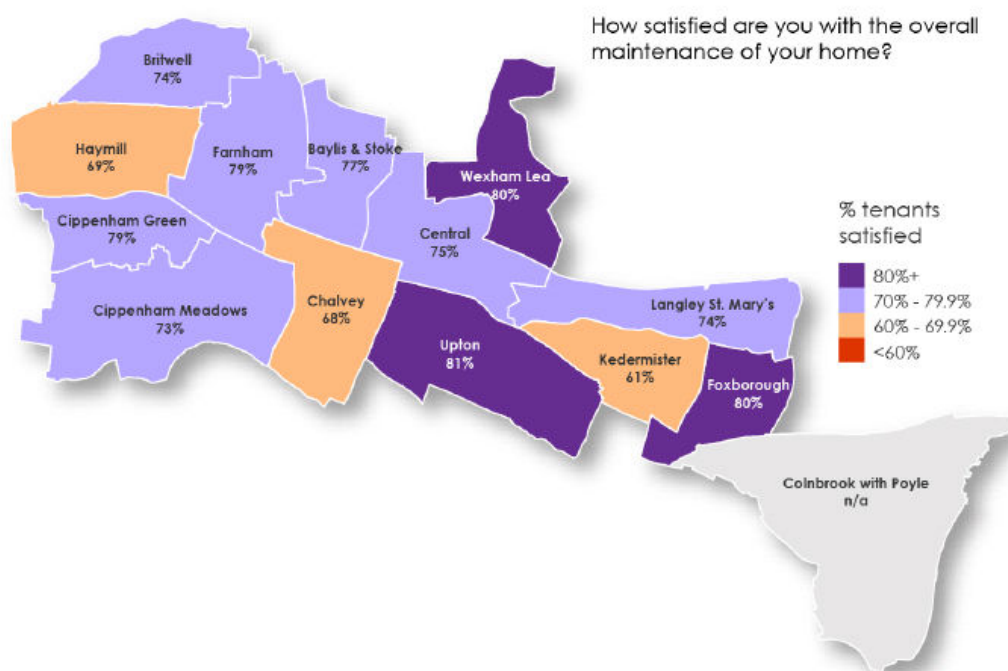 How satisfied are you with the overall
maintenance of your home?
Britwell
74%
Haymill
69%
Farnham
79%
Baylis & Stoke
77%
Wexham Lea
80%
Cippenham Green
79%
Central
75%
% tenants
satisfied
80%+
70% - 79.9%
60% - 69.9%
<60%
Cippenham Meadows
73%
Chalvey
68%
Langley St. Mary's
74%
Upton
81%
Kedermister
61%
Foxborough
80%
Colnbrook with Poyle
n/a